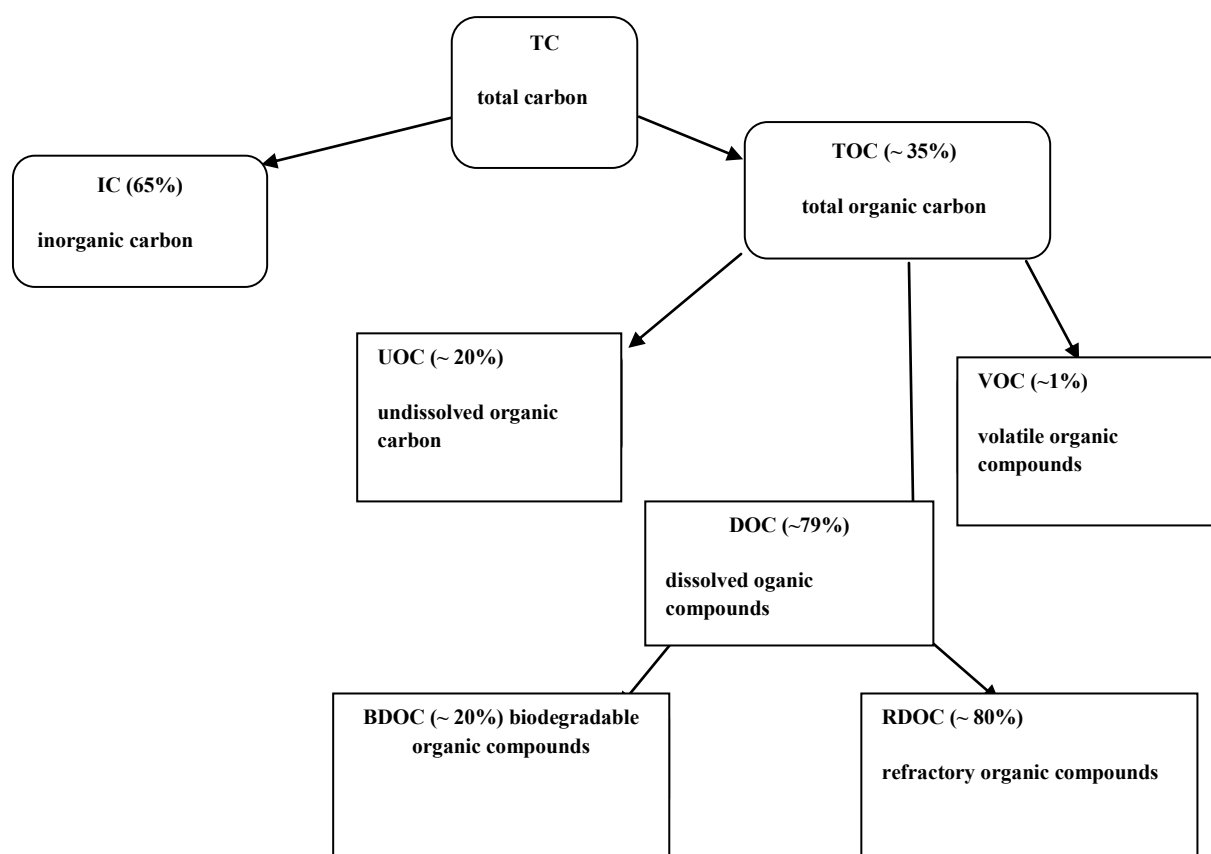 TC
total carbon
TOC (~ 35%)
total organic carbon
IC (65%)
inorganic carbon
UOC (~ 20%)
undissolved organic
carbon
VOC (~1%)
volatile organic
compounds
DOC (~79%)
dissolved oganic
compounds
BDOC (~ 20%) biodegradable
organic compounds
RDOC (~ 80%)
refractory organic compounds